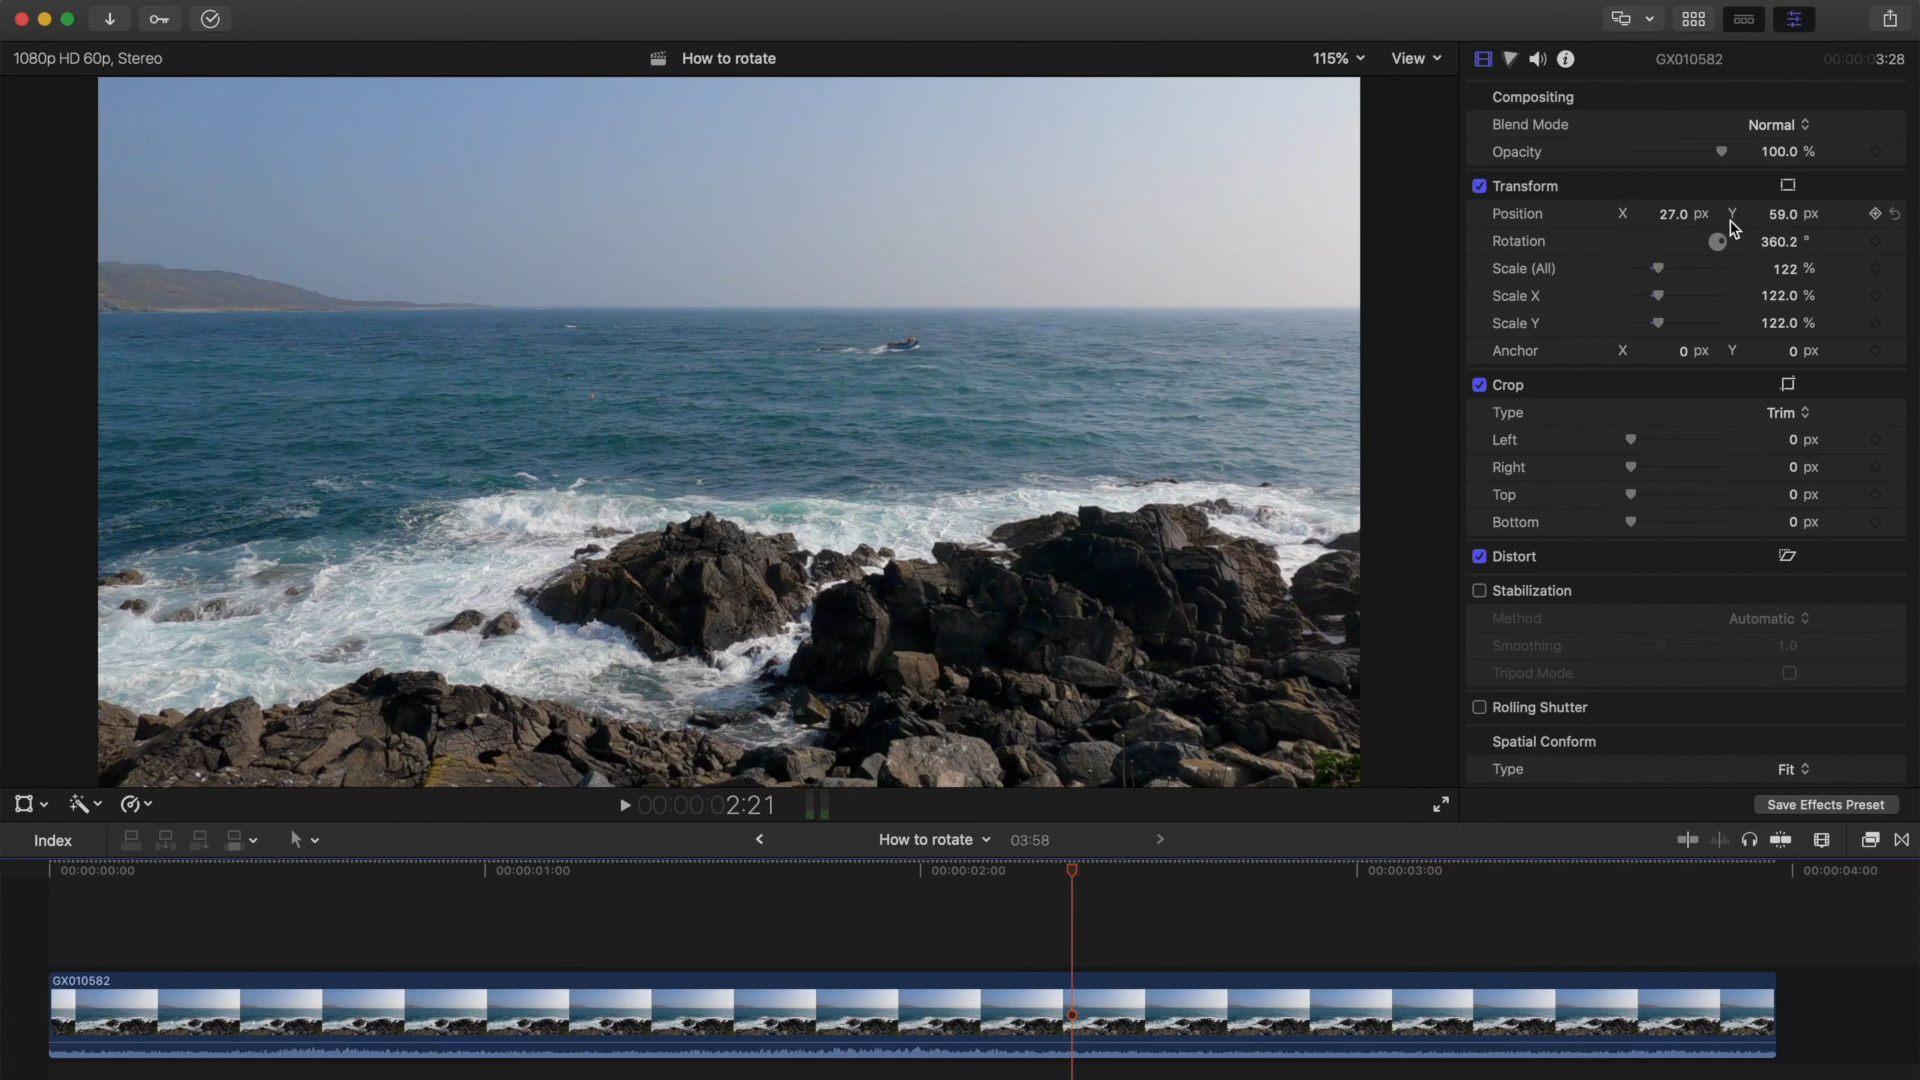 1080p HD 60p, Stereo
How to rotate
115%
View
GX010582
00:00:03:28
Compositing
Blend Mode Normal
Opacity 100.0 %
Transform
Position X 27.0 px Y 59.0 px
Rotation 360.2 °
Scale (All) 122 %
Scale X 122.0 %
Scale Y 122.0 %
Anchor X 0 px Y 0 px
Crop
Type Trim
Left 0 px
Right 0 px
Top 0 px
Bottom 0 px
Distort
Stabilization
Method Automatic
Smoothing 1.0
Tripod Mode
Rolling Shutter
Spatial Conform
Type Fit
00:00:02:21
Save Effects Preset
Index
How to rotate 03:58
00:00:00:00 00:00:01:00 00:00:02:00 00:00:03:00 00:00:04:00
GX010582